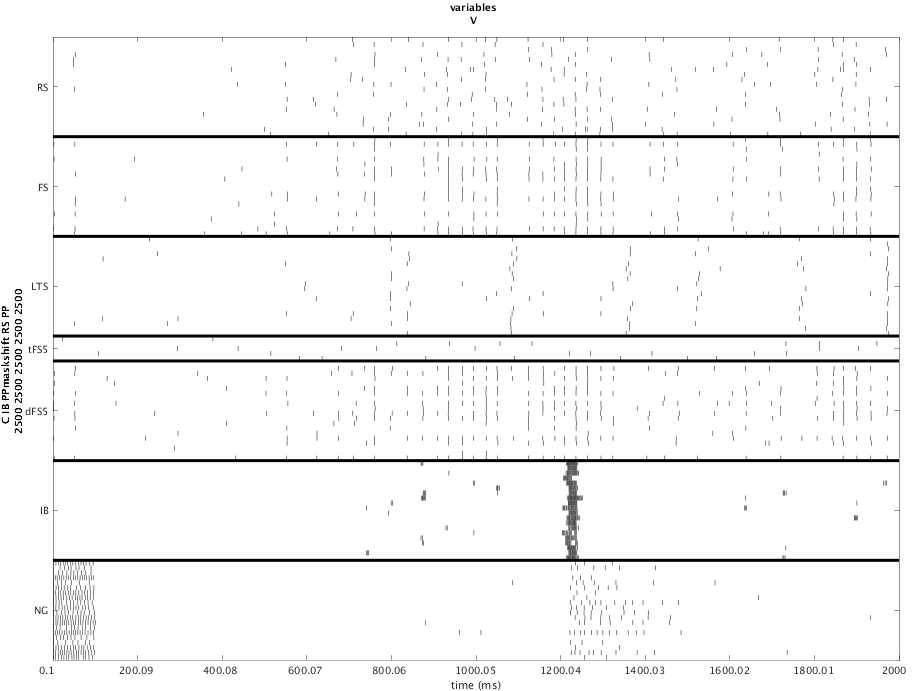 variables
V
RS
FS
LTS
tFS5
dFS5
IB
NG
C IB PPmaskshift RS PP
2500 2500 2500 2500 2500
0.1 200.09 400.08 600.07 800.06 1000.05 1200.04 1400.03 1600.02 1800.01 2000
time (ms)